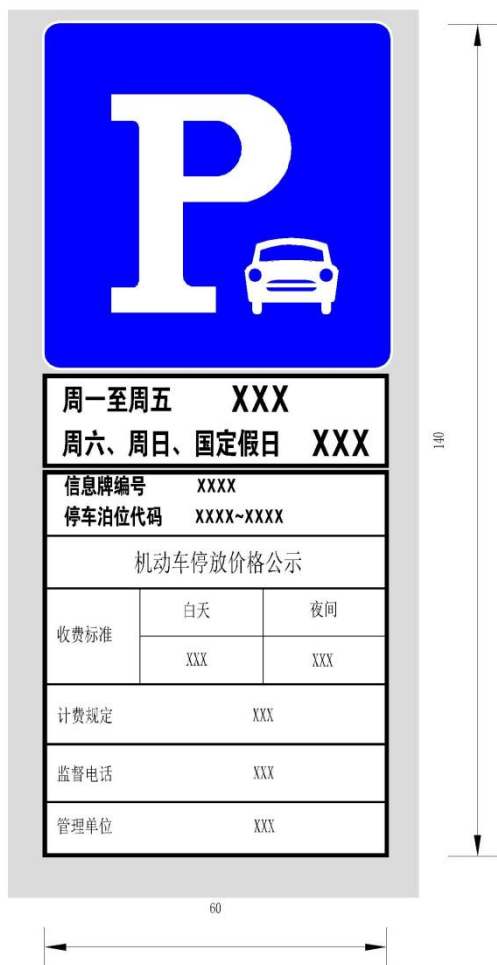 P
周一至周五 XXX
周六、周日、国定假日 XXX
信息牌编号 XXXX
停车泊位代码 XXXX~XXXX
机动车停放价格公示
收费标准 白天 夜间
XXX XXX
计费规定 XXX
监督电话 XXX
管理单位 XXX
140
60